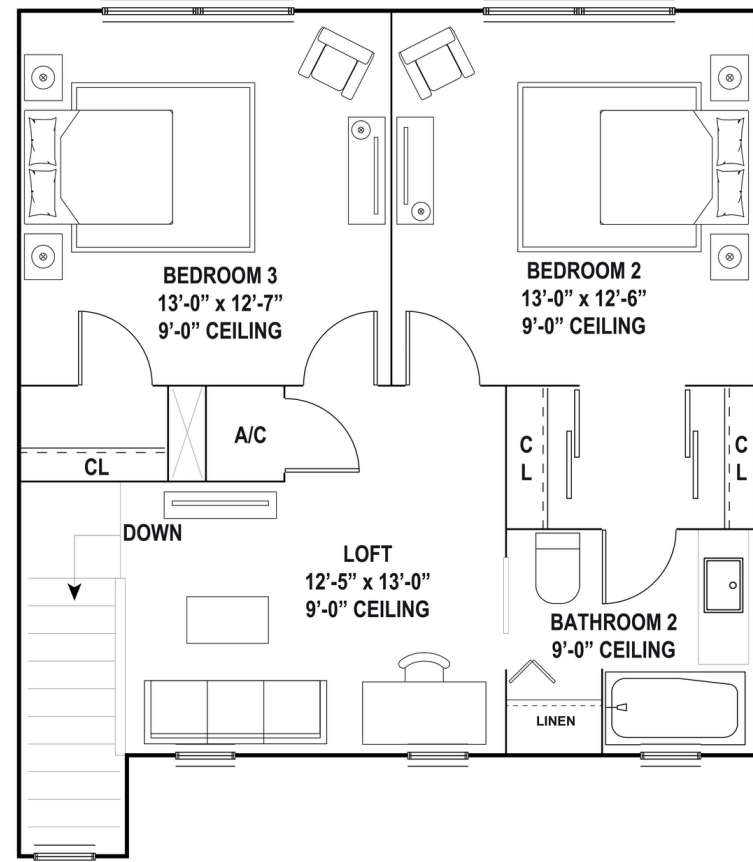 BEDROOM 3
13’-0” x 12’-7”
9’-0” CEILING
BEDROOM 2
13’-0” x 12’-6”
9’-0” CEILING
A/C
CL
C
L
C
L
DOWN
LOFT
12’-5” x 13’-0”
9’-0” CEILING
BATHROOM 2
9’-0” CEILING
LINEN